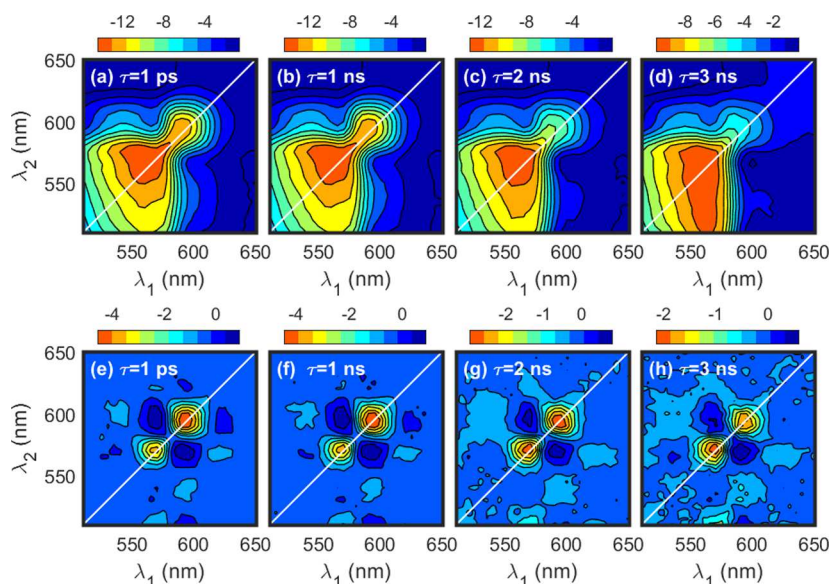 -12 -8 -4 -12 -8 -4 -12 -8 -4 -8 -6 -4 -2
650
600
550
λ2 (nm)
(a) τ=1 ps (b) τ=1 ns (c) τ=2 ns (d) τ=3 ns
550 600 650 550 600 650 550 600 650 550 600 650
λ1 (nm) λ1 (nm) λ1 (nm) λ1 (nm)
-4 -2 0 -4 -2 0 -2 -1 0 -2 -1 0
650
600
550
λ2 (nm)
(e) τ=1 ps (f) τ=1 ns (g) τ=2 ns (h) τ=3 ns
550 600 650 550 600 650 550 600 650 550 600 650
λ1 (nm) λ1 (nm) λ1 (nm) λ1 (nm)